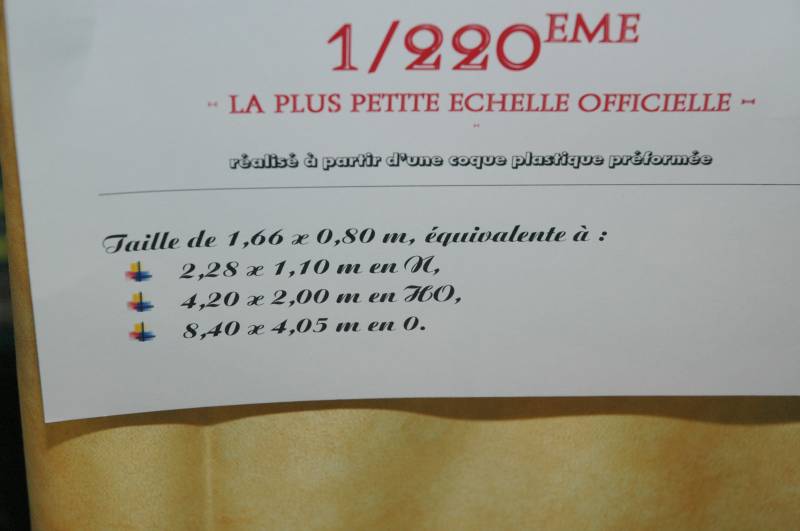 1/220EME
LA PLUS PETITE ECHELLE OFFICIELLE
réalisé à partir d'une coque plastique préformée
Taille de 1,66 x 0,80 m, équivalente à :
2,28 x 1,10 m en N,
4,20 x 2,00 m en HO,
8,40 x 4,05 m en 0.